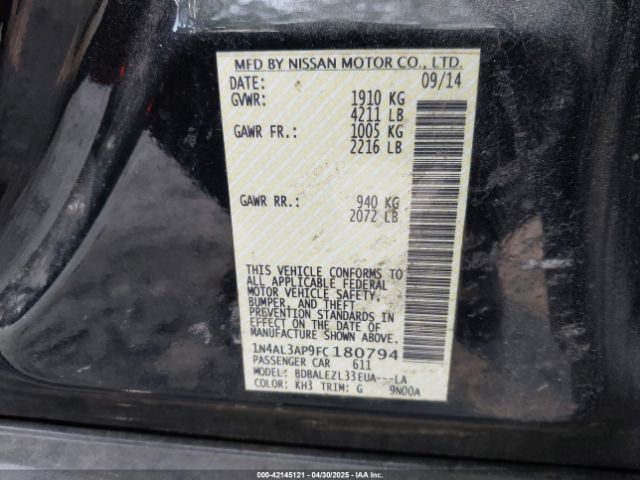 MFD BY NISSAN MOTOR CO., LTD.
DATE: 09/14
GVWR: 1910 KG
4211 LB
GAWR FR.: 1005 KG
2216 LB
GAWR RR.: 940 KG
2072 LB
THIS VEHICLE CONFORMS TO
ALL APPLICABLE FEDERAL
MOTOR VEHICLE SAFETY,
BUMPER, AND THEFT
PREVENTION STANDARDS IN
EFFECT ON THE DATE OF
MANUFACTURE SHOWN ABOVE.
1N4AL3AP9FC180794
PASSENGER CAR 611
MODEL: BDBALEZL33EUA---LA
COLOR: KH3 TRIM: G 9N00A
000-42145121 - 04/30/2025 - IAA Inc.